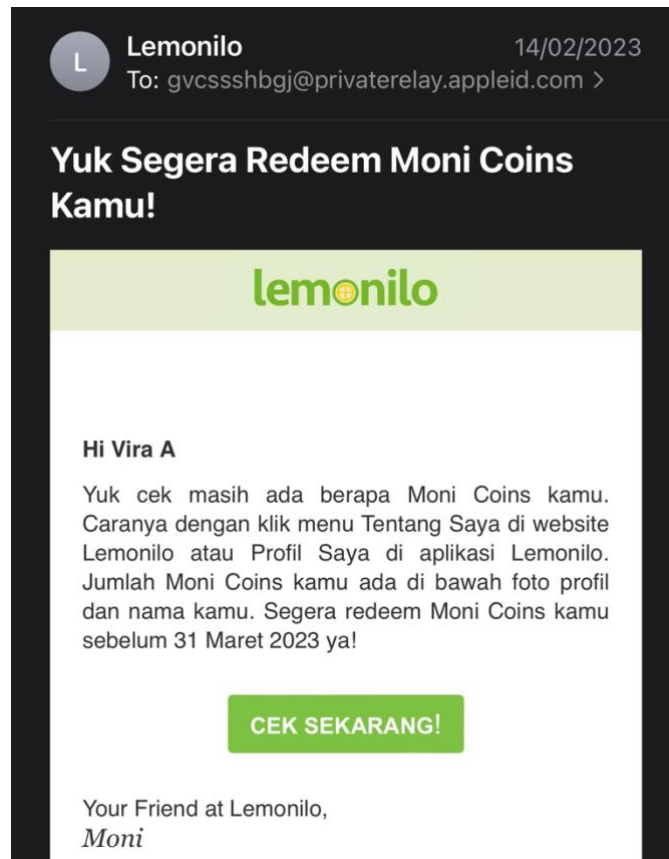 L
Lemonilo
14/02/2023
To: gvcssshbgj@privaterelay.appleid.com >
Yuk Segera Redeem Moni Coins
Kamu!
lemonilo
Hi Vira A
Yuk cek masih ada berapa Moni Coins kamu.
Caranya dengan klik menu Tentang Saya di website
Lemonilo atau Profil Saya di aplikasi Lemonilo.
Jumlah Moni Coins kamu ada di bawah foto profil
dan nama kamu. Segera redeem Moni Coins kamu
sebelum 31 Maret 2023 ya!
CEK SEKARANG!
Your Friend at Lemonilo,
Moni